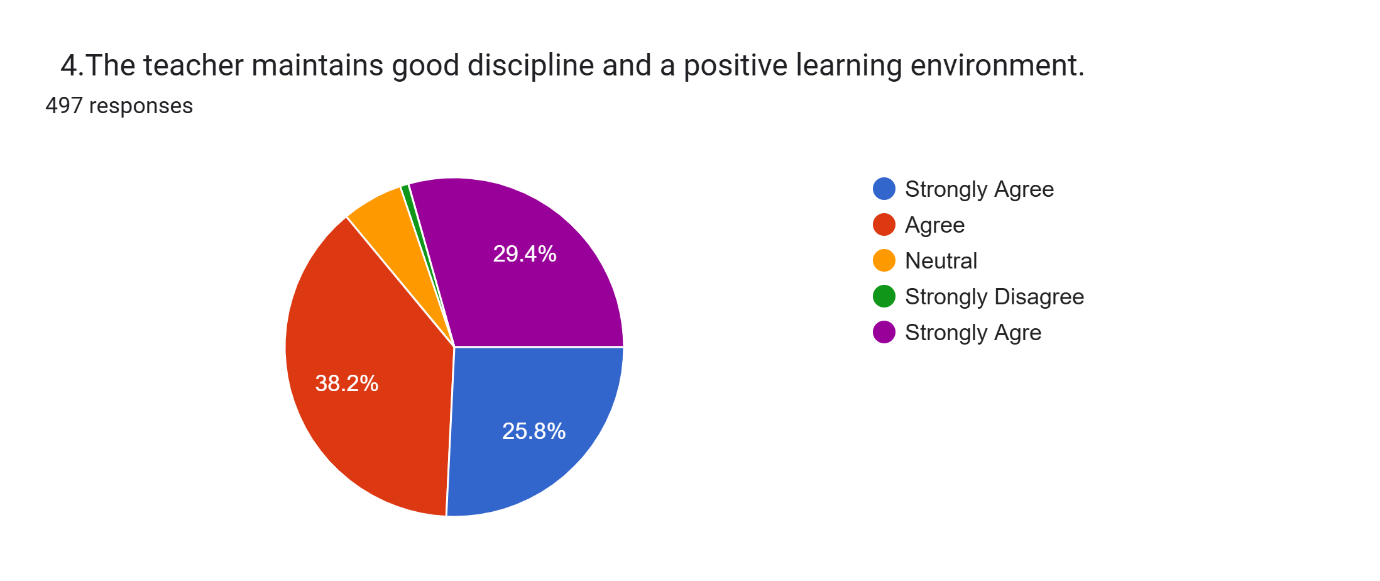 4.The teacher maintains good discipline and a positive learning environment.
497 responses
29.4%
38.2%
25.8%
Strongly Agree
Agree
Neutral
Strongly Disagree
Strongly Agre